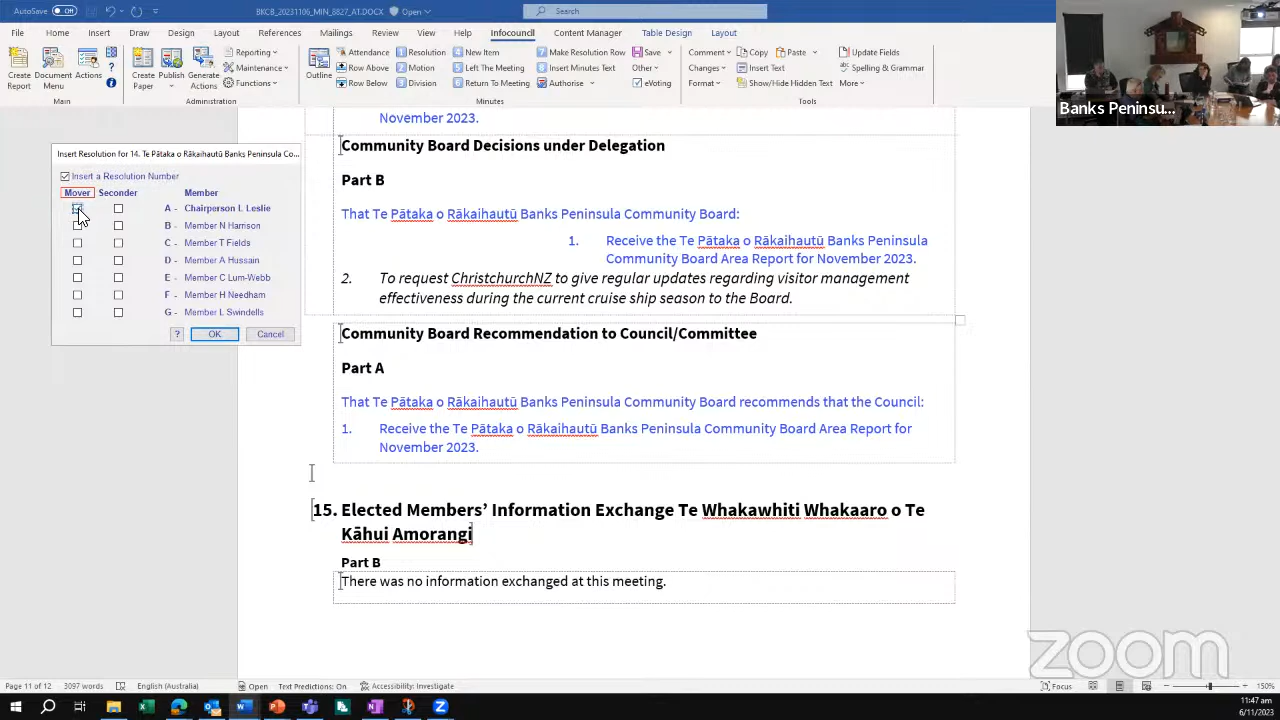 AutoSave Off BKCB_20231106_MIN_8827_AT.DOCX Open Search
File Home Insert Draw Design Layout References Mailings Review View Help Infocouncil Content Manager Table Design Layout
Create Report Document Menu Actions
Main
Create Paper Publish Generate Actions Reporting Maintenance Functions
Administration
Outline Attendance Row Above Row Below 1 Resolution 2 Motion 3 Division 4 New Item 5 Left The Meeting 6 Return To Meeting 7 Make Resolution Row 8 Insert Minutes Text Authorise Save Other eVoting
Minutes
Comment Changes Format Copy Insert Text Show/Hide Hidden Text Paste Update Fields Spelling & Grammar More
Tools
Banks Peninsu...
November 2023.
Community Board Decisions under Delegation
Part B
That Te Pātaka o Rākaihautū Banks Peninsula Community Board:
1. Receive the Te Pātaka o Rākaihautū Banks Peninsula
Community Board Area Report for November 2023.
2. To request ChristchurchNZ to give regular updates regarding visitor management
effectiveness during the current cruise ship season to the Board.
Community Board Recommendation to Council/Committee
Part A
That Te Pātaka o Rākaihautū Banks Peninsula Community Board recommends that the Council:
1. Receive the Te Pātaka o Rākaihautū Banks Peninsula Community Board Area Report for
November 2023.
15. Elected Members’ Information Exchange Te Whakawhiti Whakaaro o Te
Kāhui Amorangi
Part B
There was no information exchanged at this meeting.
Insert Resolution for 14. Te Pātaka o Rākaihautū Banks Peninsula Co...
Insert a Resolution Number
Mover Seconder Member
A - Chairperson L Leslie
B - Member N Harrison
C - Member T Fields
D - Member A Hussain
E - Member C Lum-Webb
F - Member H Needham
G - Member L Swindells
? OK Cancel
zoom
Page 11 of 12 3097 words English (Australia) Open Text Predictions: On Accessibility: Investigate Focus 150%
11:47 am
6/11/2023